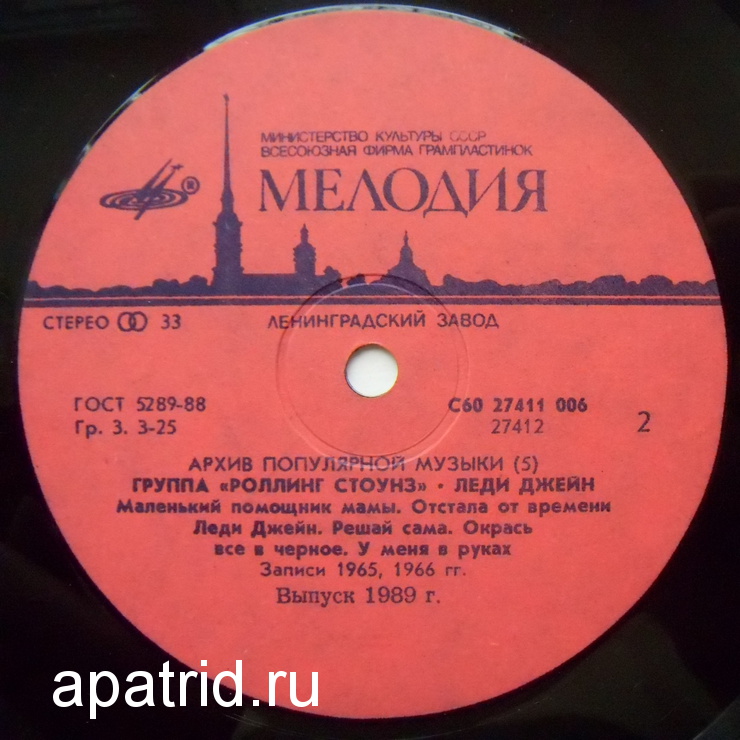 МИНИСТЕРСТВО КУЛЬТУРЫ СССР
ВСЕСОЮЗНАЯ ФИРМА ГРАМПЛАСТИНОК
МЕЛОДИЯ
®
СТЕРЕО 33 ЛЕНИНГРАДСКИЙ ЗАВОД
ГОСТ 5289-88 С60 27411 006
Гр. 3. 3-25 27412 2
АРХИВ ПОПУЛЯРНОЙ МУЗЫКИ (5)
ГРУППА «РОЛЛИНГ СТОУНЗ» · ЛЕДИ ДЖЕЙН
Маленький помощник мамы. Отстала от времени
Леди Джейн. Решай сама. Окрась
все в черное. У меня в руках
Записи 1965, 1966 гг.
Выпуск 1989 г.
apatrid.ru